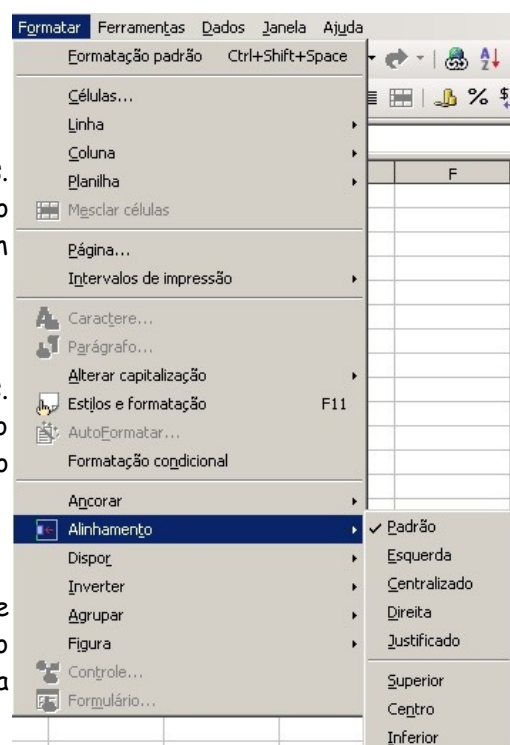 Formatar Ferramentas Dados Janela Ajuda
Formatação padrão Ctrl+Shift+Space
Células...
Linha
Coluna
Planilha
Mesclar células
Página...
Intervalos de impressão
Caractere...
Parágrafo...
Alterar capitalização
Estilos e formatação F11
AutoFormatar...
Formatação condicional
Ancorar
Alinhamento
Dispor
Inverter
Agrupar
Figura
Controle...
Formulário...
Padrão
Esquerda
Centralizado
Direita
Justificado
Superior
Centro
Inferior
% $
F